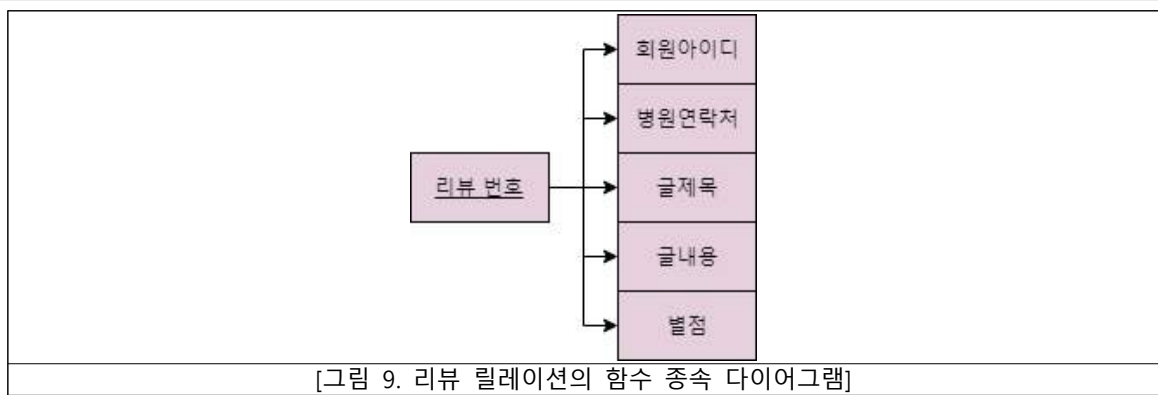 회원아이디
병원연락처
리뷰 번호
글제목
글내용
별점
[그림 9. 리뷰 릴레이션의 함수 종속 다이어그램]